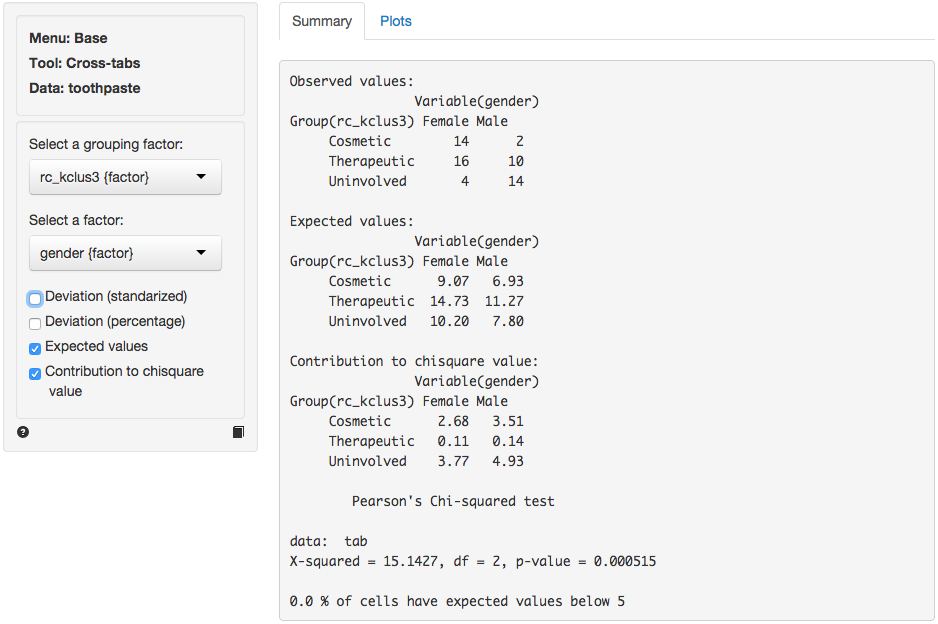 Menu: Base
Tool: Cross-tabs
Data: toothpaste
Select a grouping factor:
rc_kclus3 {factor}
Select a factor:
gender {factor}
Deviation (standarized)
Deviation (percentage)
Expected values
Contribution to chisquare
value
Summary Plots
Observed values:
Variable(gender)
Group(rc_kclus3) Female Male
Cosmetic 14 2
Therapeutic 16 10
Uninvolved 4 14
Expected values:
Variable(gender)
Group(rc_kclus3) Female Male
Cosmetic 9.07 6.93
Therapeutic 14.73 11.27
Uninvolved 10.20 7.80
Contribution to chisquare value:
Variable(gender)
Group(rc_kclus3) Female Male
Cosmetic 2.68 3.51
Therapeutic 0.11 0.14
Uninvolved 3.77 4.93
Pearson's Chi-squared test
data: tab
X-squared = 15.1427, df = 2, p-value = 0.000515
0.0 % of cells have expected values below 5